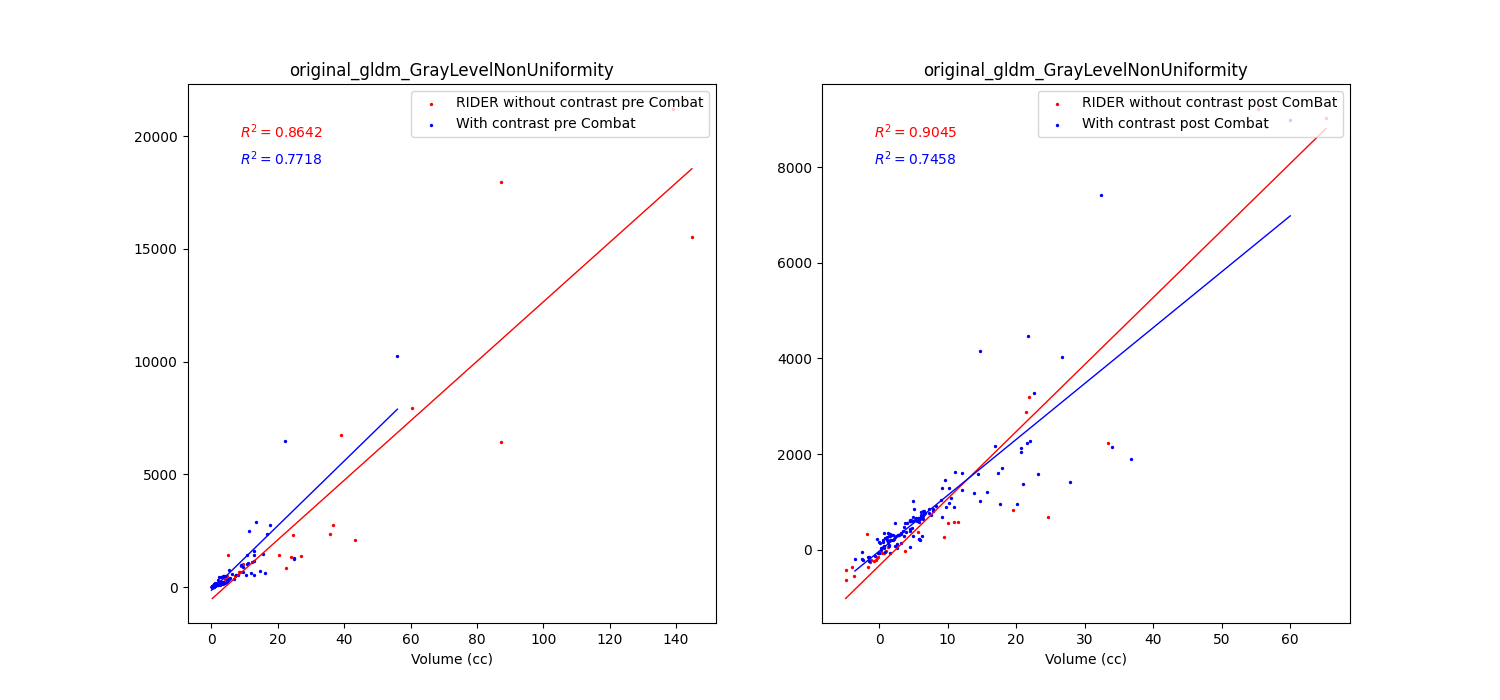 original_gldm_GrayLevelNonUniformity
RIDER without contrast pre Combat
With contrast pre Combat
R² = 0.8642
R² = 0.7718
20000
15000
10000
5000
0
0 20 40 60 80 100 120 140
Volume (cc)
original_gldm_GrayLevelNonUniformity
RIDER without contrast post ComBat
With contrast post Combat
R² = 0.9045
R² = 0.7458
8000
6000
4000
2000
0
0 10 20 30 40 50 60
Volume (cc)